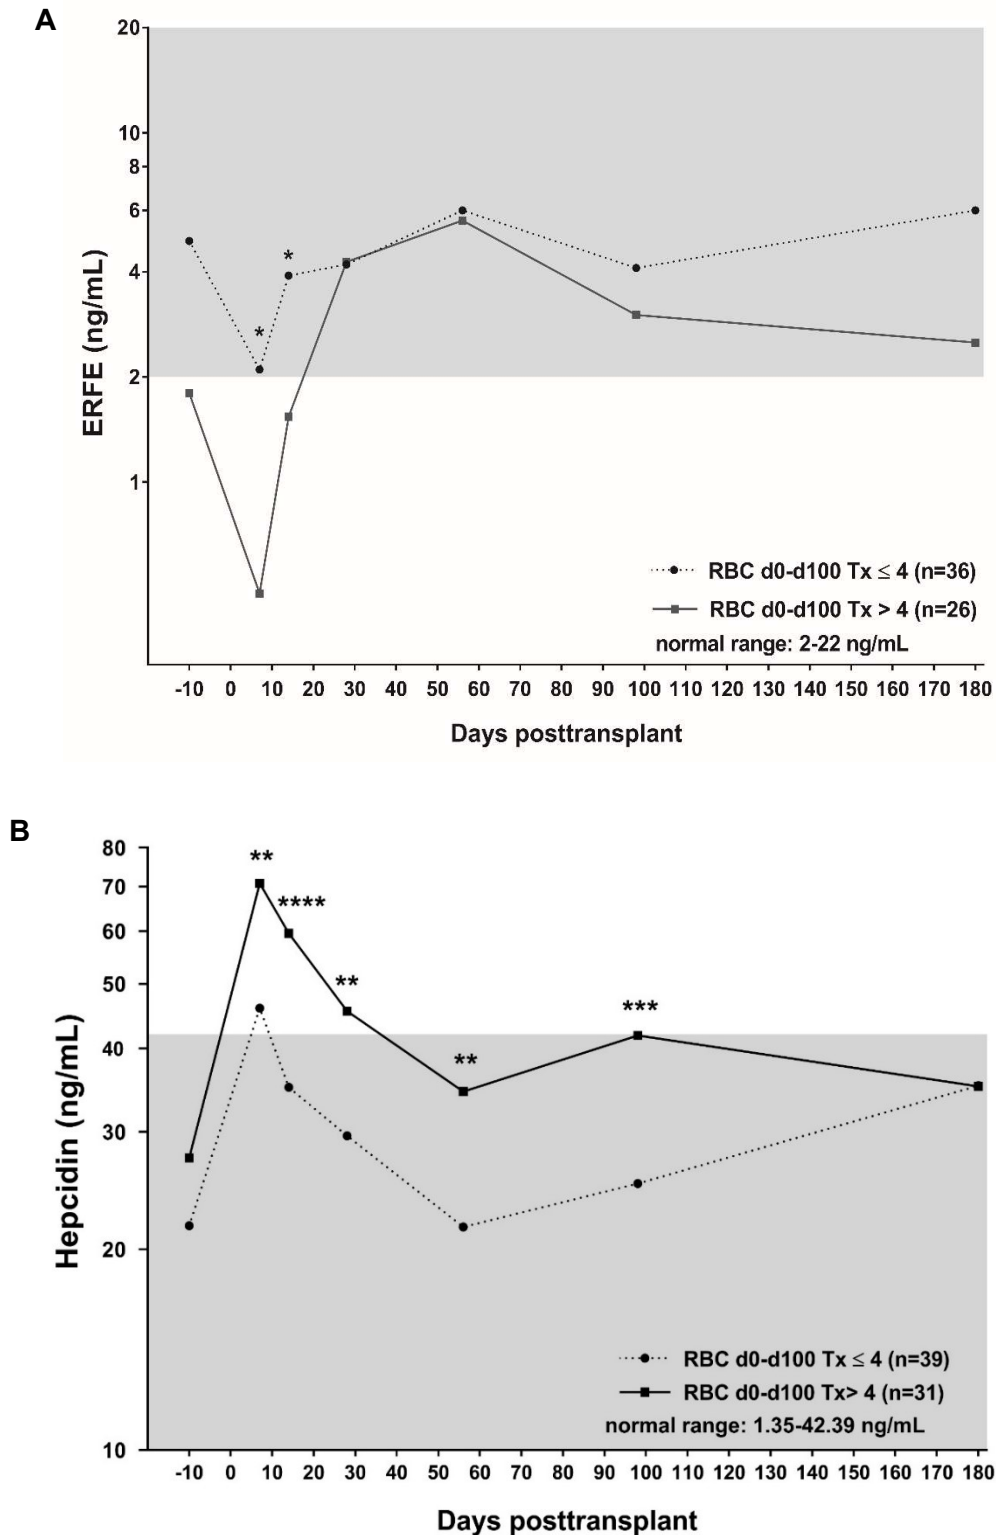 A
20
10
8
6
4
2
1
ERFE (ng/mL)
*
*
RBC d0-d100 Tx ≤ 4 (n=36)
RBC d0-d100 Tx > 4 (n=26)
normal range: 2-22 ng/mL
-10 0 10 20 30 40 50 60 70 80 90 100 110 120 130 140 150 160 170 180
Days posttransplant
B
80
70
60
50
40
30
20
10
Hepcidin (ng/mL)
**
****
**
**
***
RBC d0-d100 Tx ≤ 4 (n=39)
RBC d0-d100 Tx> 4 (n=31)
normal range: 1.35-42.39 ng/mL
-10 0 10 20 30 40 50 60 70 80 90 100 110 120 130 140 150 160 170 180
Days posttransplant